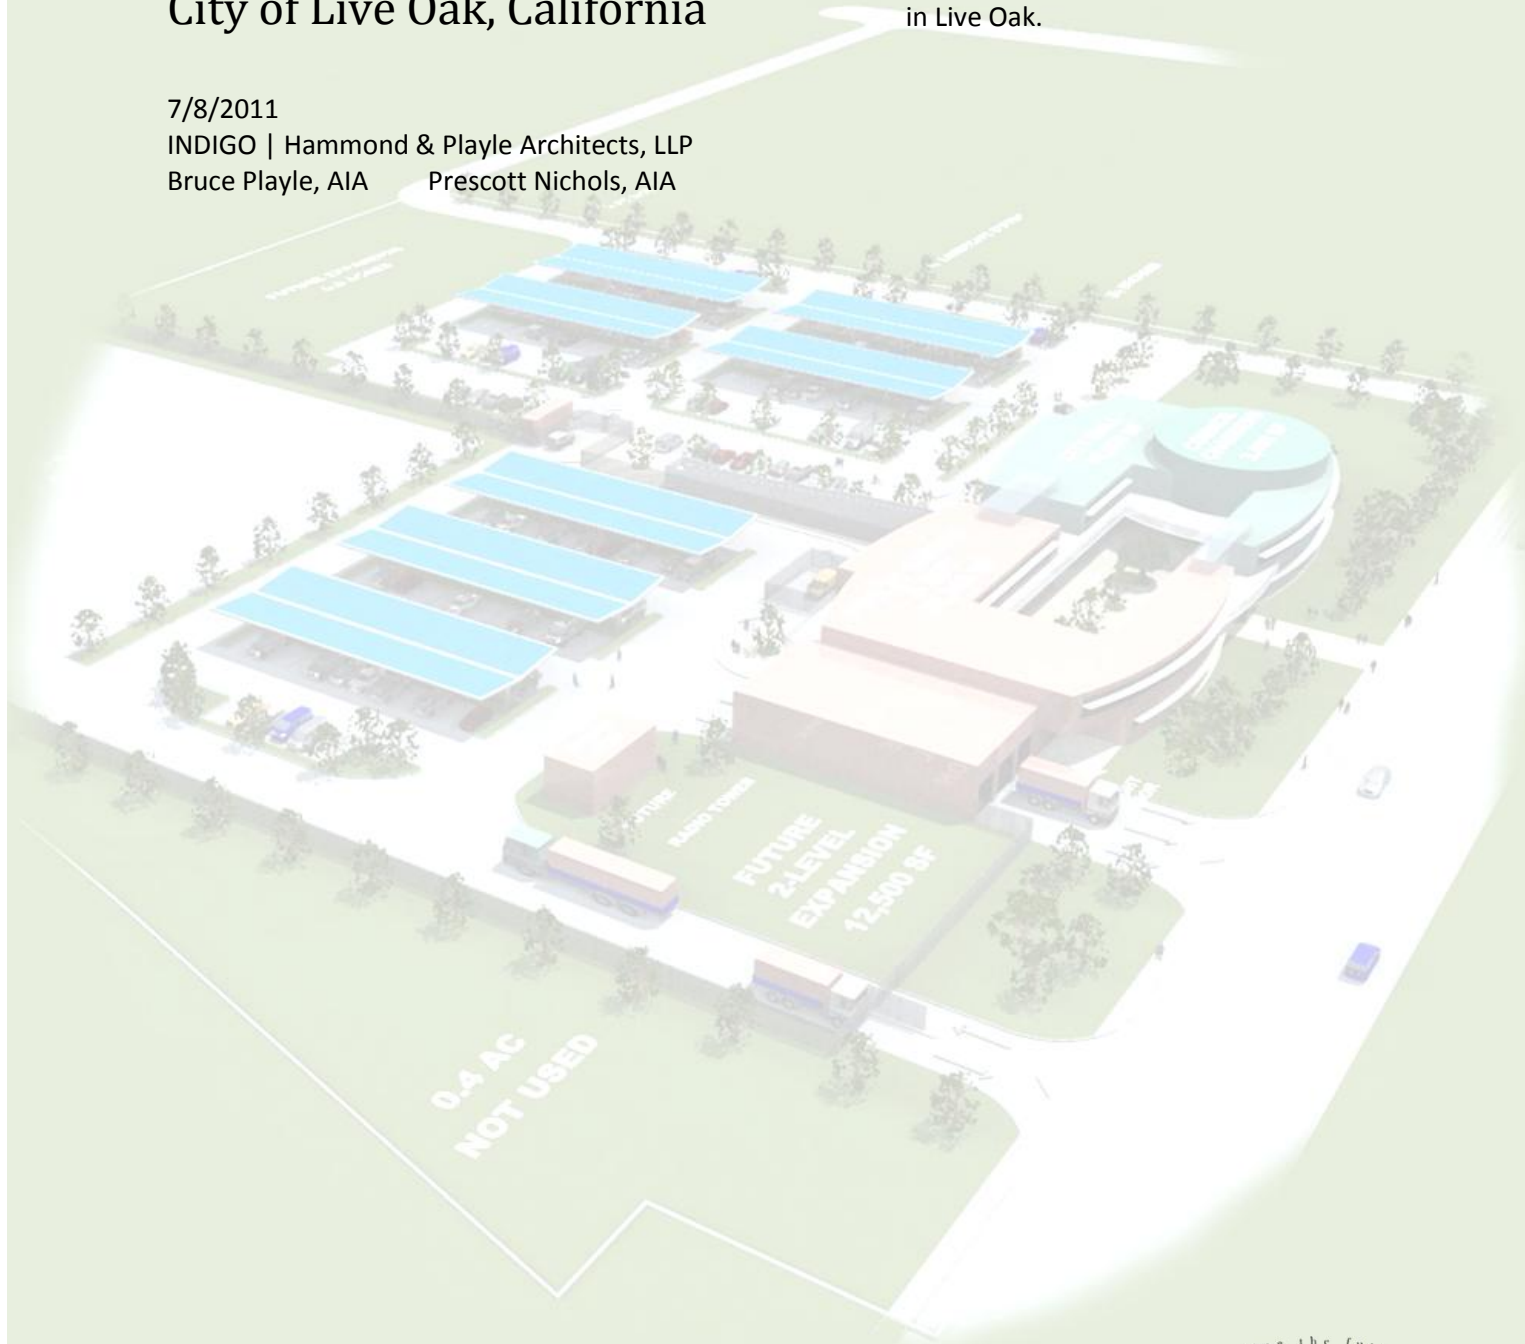 City of Live Oak, California
in Live Oak.
7/8/2011
INDIGO | Hammond & Playle Architects, LLP
Bruce Playle, AIA Prescott Nichols, AIA
FUTURE
RADIO TOWER
FUTURE
2-LEVEL
EXPANSION
12,500 SF
0.4 AC
NOT USED